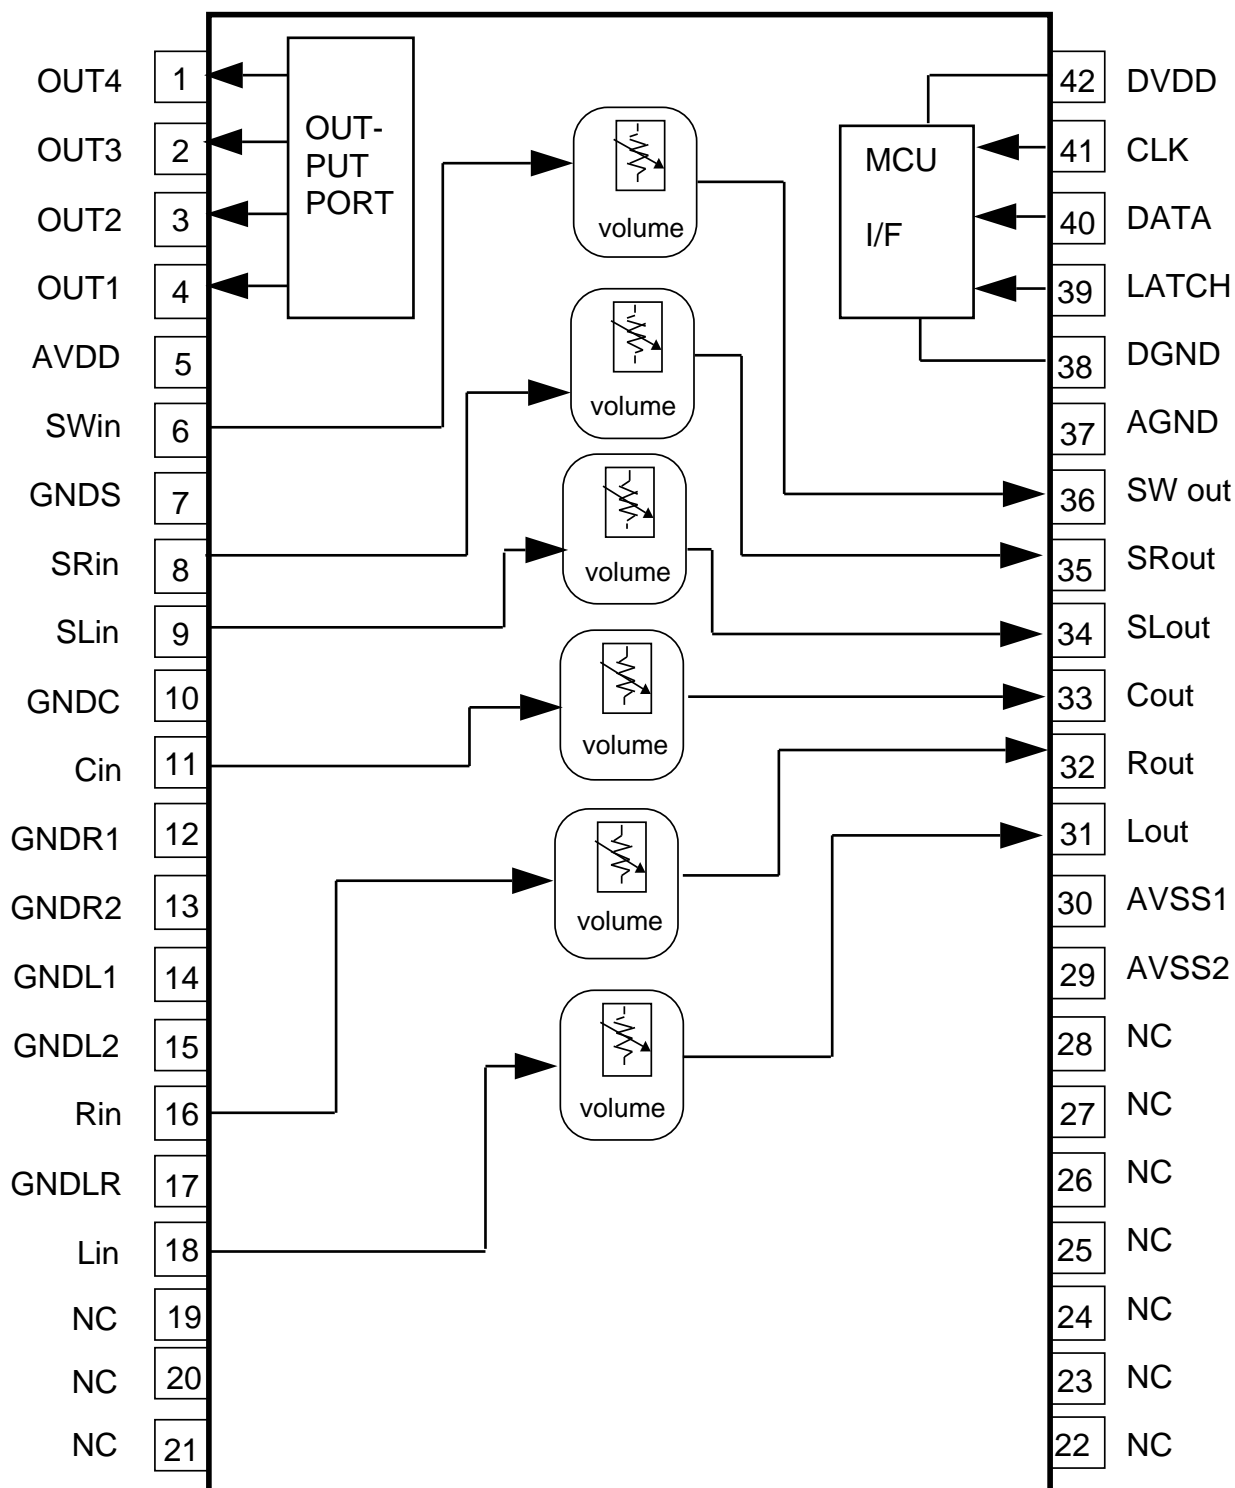 OUT4 1
OUT3 2
OUT2 3
OUT1 4
AVDD 5
SWin 6
GNDS 7
SRin 8
SLin 9
GNDC 10
Cin 11
GNDR1 12
GNDR2 13
GNDL1 14
GNDL2 15
Rin 16
GNDLR 17
Lin 18
NC 19
NC 20
NC 21
OUT-
PUT
PORT
volume
volume
volume
volume
volume
volume
MCU
I/F
42 DVDD
41 CLK
40 DATA
39 LATCH
38 DGND
37 AGND
36 SW out
35 SRout
34 SLout
33 Cout
32 Rout
31 Lout
30 AVSS1
29 AVSS2
28 NC
27 NC
26 NC
25 NC
24 NC
23 NC
22 NC